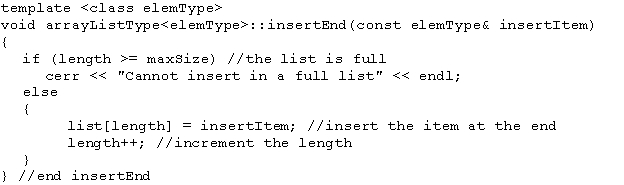 template <class elemType>
void arrayListType<elemType>::insertEnd(const elemType& insertItem)
{
if (length >= maxSize) //the list is full
cerr << "Cannot insert in a full list" << endl;
else
{
list[length] = insertItem; //insert the item at the end
length++; //increment the length
}
} //end insertEnd